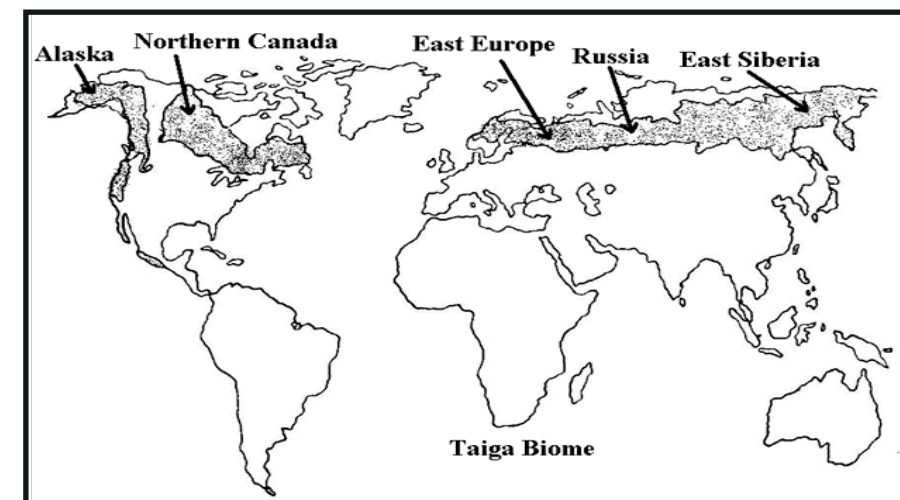 Alaska
Northern Canada
East Europe
Russia
East Siberia
Taiga Biome